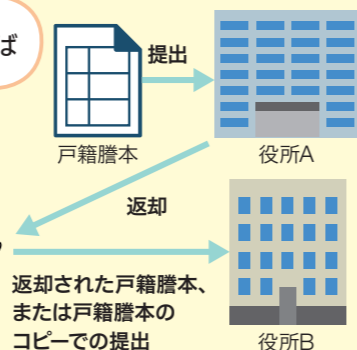 ば
提出
戸籍謄本
役所A
返却
返却された戸籍謄本、
または戸籍謄本の
コピーでの提出
役所B